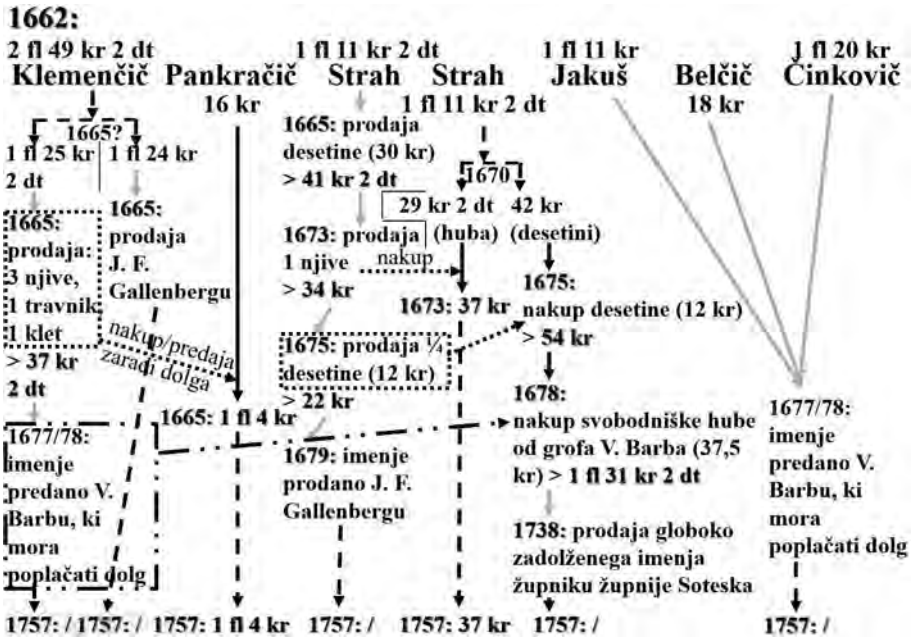 1662:
2 fl 49 kr 2 dt
1 fl 11 kr 2 dt
1 fl 11 kr
1 fl 20 kr
Klemenčič Pankračič Strah Strah Jakuš Belčič Činkovič
16 kr
1 fl 11 kr 2 dt
18 kr
1665?
1 fl 25 kr
2 dt
1 fl 24 kr
1665:
prodaja:
3 njive,
1 travnik
1 klet
> 37 kr
2 dt
1677/78:
imenje
predano V.
Barbu, ki
mora
poplačati dolg
1665:
prodaja
J. F.
Gallenbergu
nakup/predaja
zaradi dolga
1665: 1 fl 4 kr
1665: prodaja
desetine (30 kr)
> 41 kr 2 dt
1673: prodaja
1 njive
> 34 kr
nakup
1675: prodaja ¼
desetine (12 kr)
> 22 kr
1679: imenje
prodano J. F.
Gallenbergu
1670
29 kr 2 dt
(huba)
42 kr
(desetini)
1673: 37 kr
1675:
nakup desetine (12 kr)
> 54 kr
1678:
nakup svobodniške hube
od grofa V. Barba (37,5
kr) > 1 fl 31 kr 2 dt
1738: prodaja globoko
zadolženega imenja
župniku župnije Soteska
1677/78:
imenje
predano V.
Barbu, ki
mora
poplačati dolg
1757: / 1757: / 1757: 1 fl 4 kr 1757: / 1757: 37 kr 1757: / 1757: /